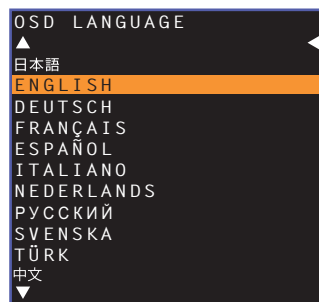 OSD LANGUAGE
日本語
ENGLISH
DEUTSCH
FRANÇAIS
ESPAÑOL
ITALIANO
NEDERLANDS
РУССКИЙ
SVENSKA
TÜRK
中文